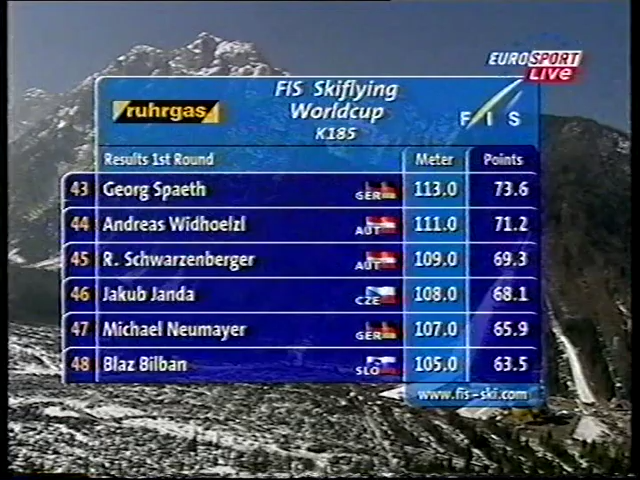 EUROSPORT
LIVE
FIS Skiflying
Worldcup
K185
ruhrgas
FIS
Results 1st Round Meter Points
43 Georg Spaeth GER 113.0 73.6
44 Andreas Widhoelzl AUT 111.0 71.2
45 R. Schwarzenberger AUT 109.0 69.3
46 Jakub Janda CZE 108.0 68.1
47 Michael Neumayer GER 107.0 65.9
48 Blaz Bilban SLO 105.0 63.5
www.fis-ski.com